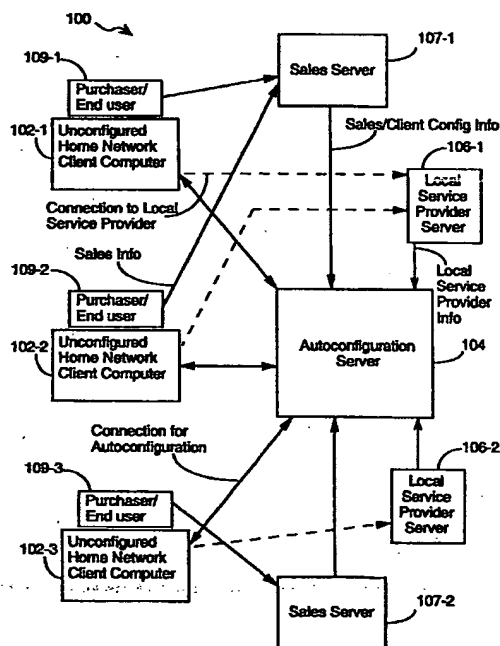 100
109-1
107-1
Purchaser/
End user
Sales Server
102-1
Unconfigured
Home Network
Client Computer
Sales/Client Config Info
106-1
Local
Service
Provider
Server
Connection to Local
Service Provider
109-2
Sales Info
Purchaser/
End user
Local
Service
Provider
Info
102-2
Unconfigured
Home Network
Client Computer
Autoconfiguration
Server
104
Connection for
Autoconfiguration
106-2
109-3
Purchaser/
End user
Local
Service
Provider
Server
102-3
Unconfigured
Home Network
Client Computer
Sales Server
107-2